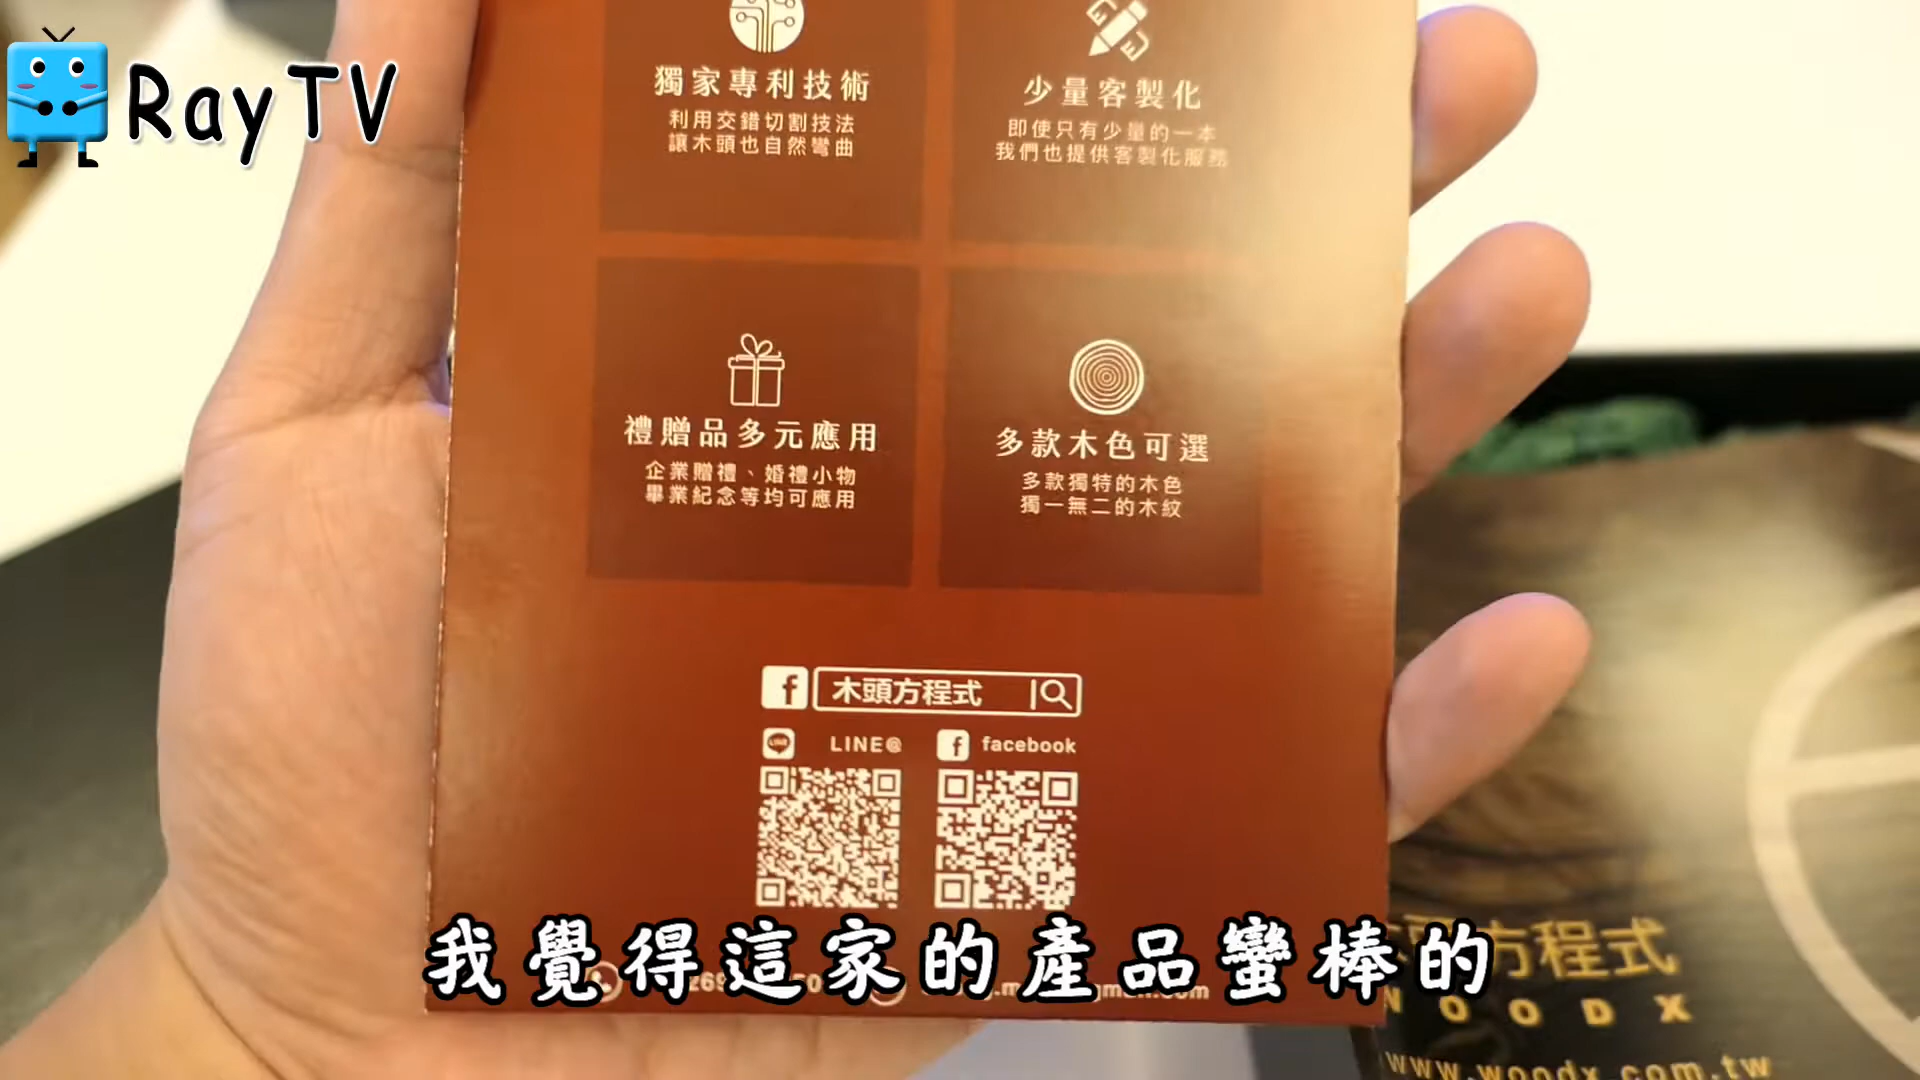 RayTV
獨家專利技術
利用交錯切割技法
讓木頭也自然彎曲
少量客製化
即使只有少量的一本
我們也提供客製化服務
禮贈品多元應用
企業贈禮、婚禮小物
畢業紀念等均可應用
多款木色可選
多款獨特的木色
獨一無二的木紋
木頭方程式
LINE@
facebook
我覺得這家的產品蠻棒的
方程式
WOODX
www.woodx.com.tw